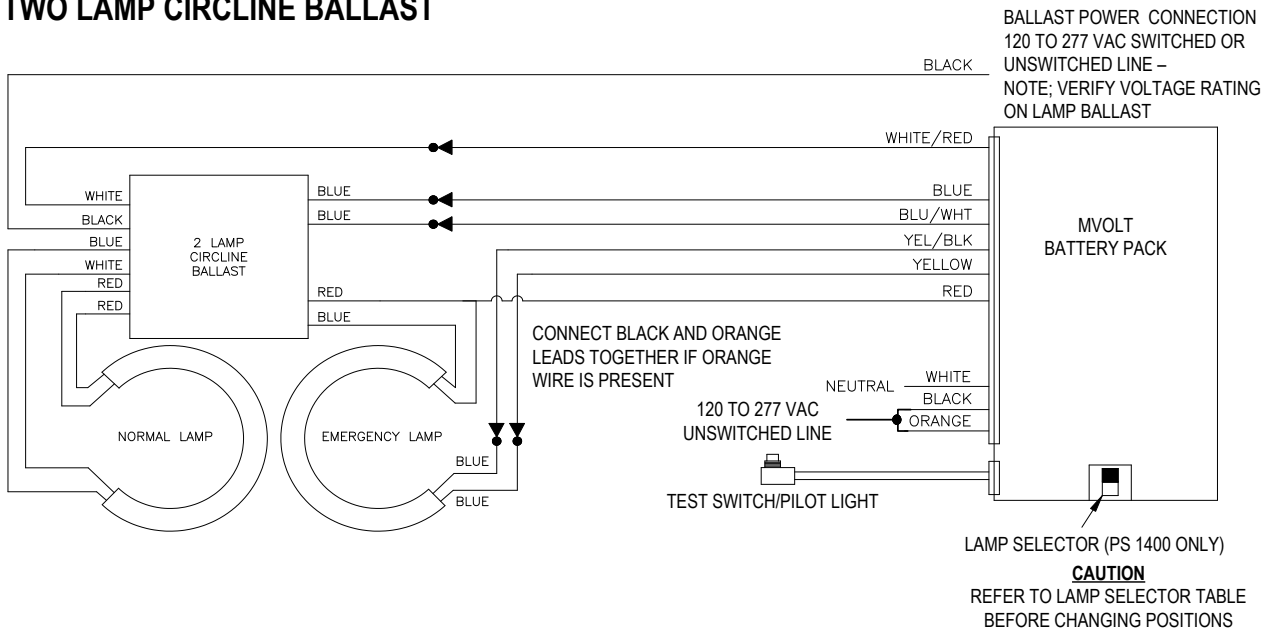 TWO LAMP CIRCLINE BALLAST
BALLAST POWER CONNECTION
120 TO 277 VAC SWITCHED OR
UNSWITCHED LINE –
NOTE; VERIFY VOLTAGE RATING
ON LAMP BALLAST
BLACK
WHITE/RED
WHITE
BLACK
BLUE
WHITE
RED
RED
2 LAMP
CIRCLINE
BALLAST
BLUE
BLUE
RED
BLUE
BLUE
BLU/WHT
YEL/BLK
YELLOW
RED
MVOLT
BATTERY PACK
CONNECT BLACK AND ORANGE
LEADS TOGETHER IF ORANGE
WIRE IS PRESENT
NEUTRAL
WHITE
BLACK
ORANGE
120 TO 277 VAC
UNSWITCHED LINE
NORMAL LAMP
EMERGENCY LAMP
BLUE
BLUE
TEST SWITCH/PILOT LIGHT
LAMP SELECTOR (PS 1400 ONLY)
CAUTION
REFER TO LAMP SELECTOR TABLE
BEFORE CHANGING POSITIONS